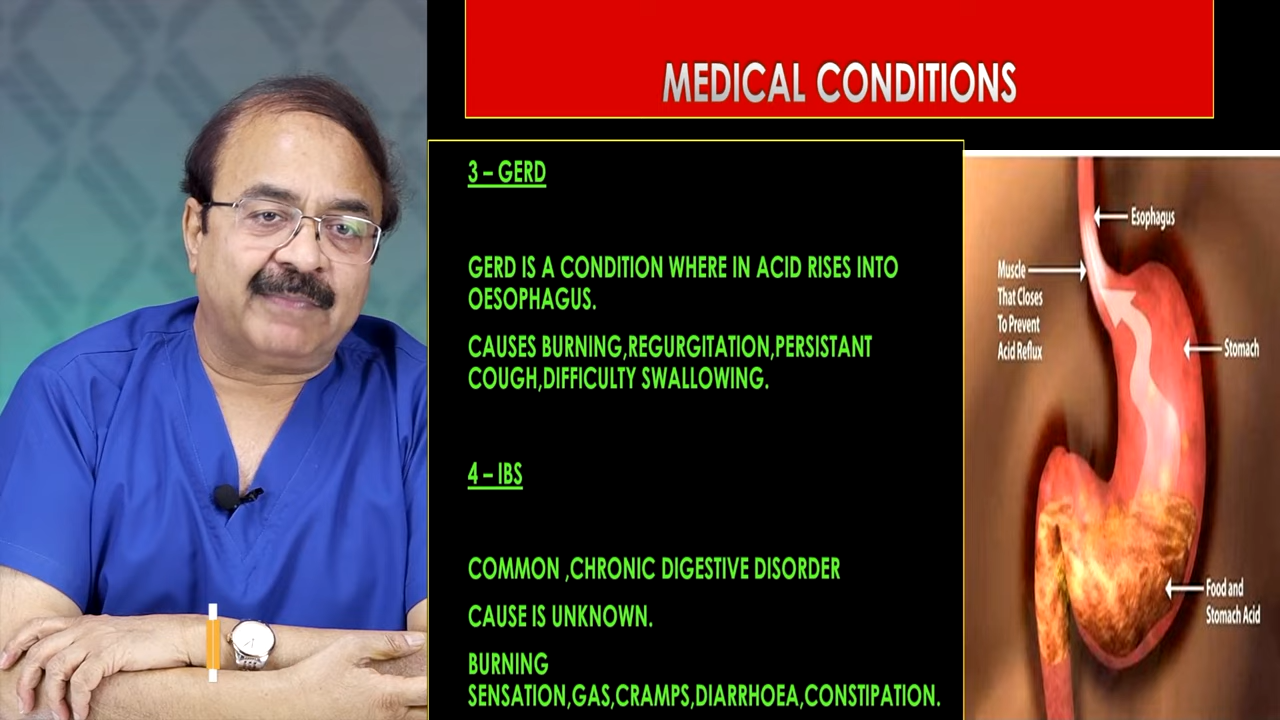 MEDICAL CONDITIONS
3 – GERD
GERD IS A CONDITION WHERE IN ACID RISES INTO
OESOPHAGUS.
CAUSES BURNING,REGURGITATION,PERSISTANT
COUGH,DIFFICULTY SWALLOWING.
4 – IBS
COMMON ,CHRONIC DIGESTIVE DISORDER
CAUSE IS UNKNOWN.
BURNING
SENSATION,GAS,CRAMPS,DIARRHOEA,CONSTIPATION.
Esophagus
Muscle
That Closes
To Prevent
Acid Reflux
Stomach
Food and
Stomach Acid